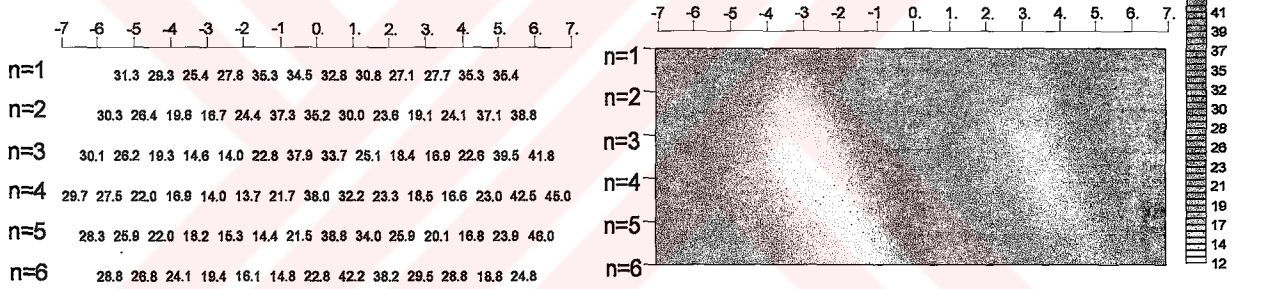 -7 -6 -5 -4 -3 -2 -1 0. 1. 2. 3. 4. 5. 6. 7.
n=1 31.3 29.3 25.4 27.8 35.3 34.5 32.8 30.8 27.1 27.7 35.3 35.4
n=2 30.3 26.4 19.6 16.7 24.4 37.3 35.2 30.0 23.6 19.1 24.1 37.1 38.8
n=3 30.1 26.2 19.3 14.6 14.0 22.8 37.9 33.7 25.1 18.4 16.9 22.6 39.5 41.8
n=4 29.7 27.5 22.0 16.9 14.0 13.7 21.7 38.0 32.2 23.3 18.5 16.6 23.0 42.5 45.0
n=5 28.3 25.9 22.0 18.2 15.3 14.4 21.5 38.8 34.0 25.9 20.1 16.8 23.9 46.0
n=6 28.8 26.8 24.1 19.4 16.1 14.8 22.8 42.2 38.2 29.5 28.8 18.8 24.8
-7 -6 -5 -4 -3 -2 -1 0. 1. 2. 3. 4. 5. 6. 7.
n=1
n=2
n=3
n=4
n=5
n=6
41
39
37
35
32
30
28
26
23
21
19
17
14
12